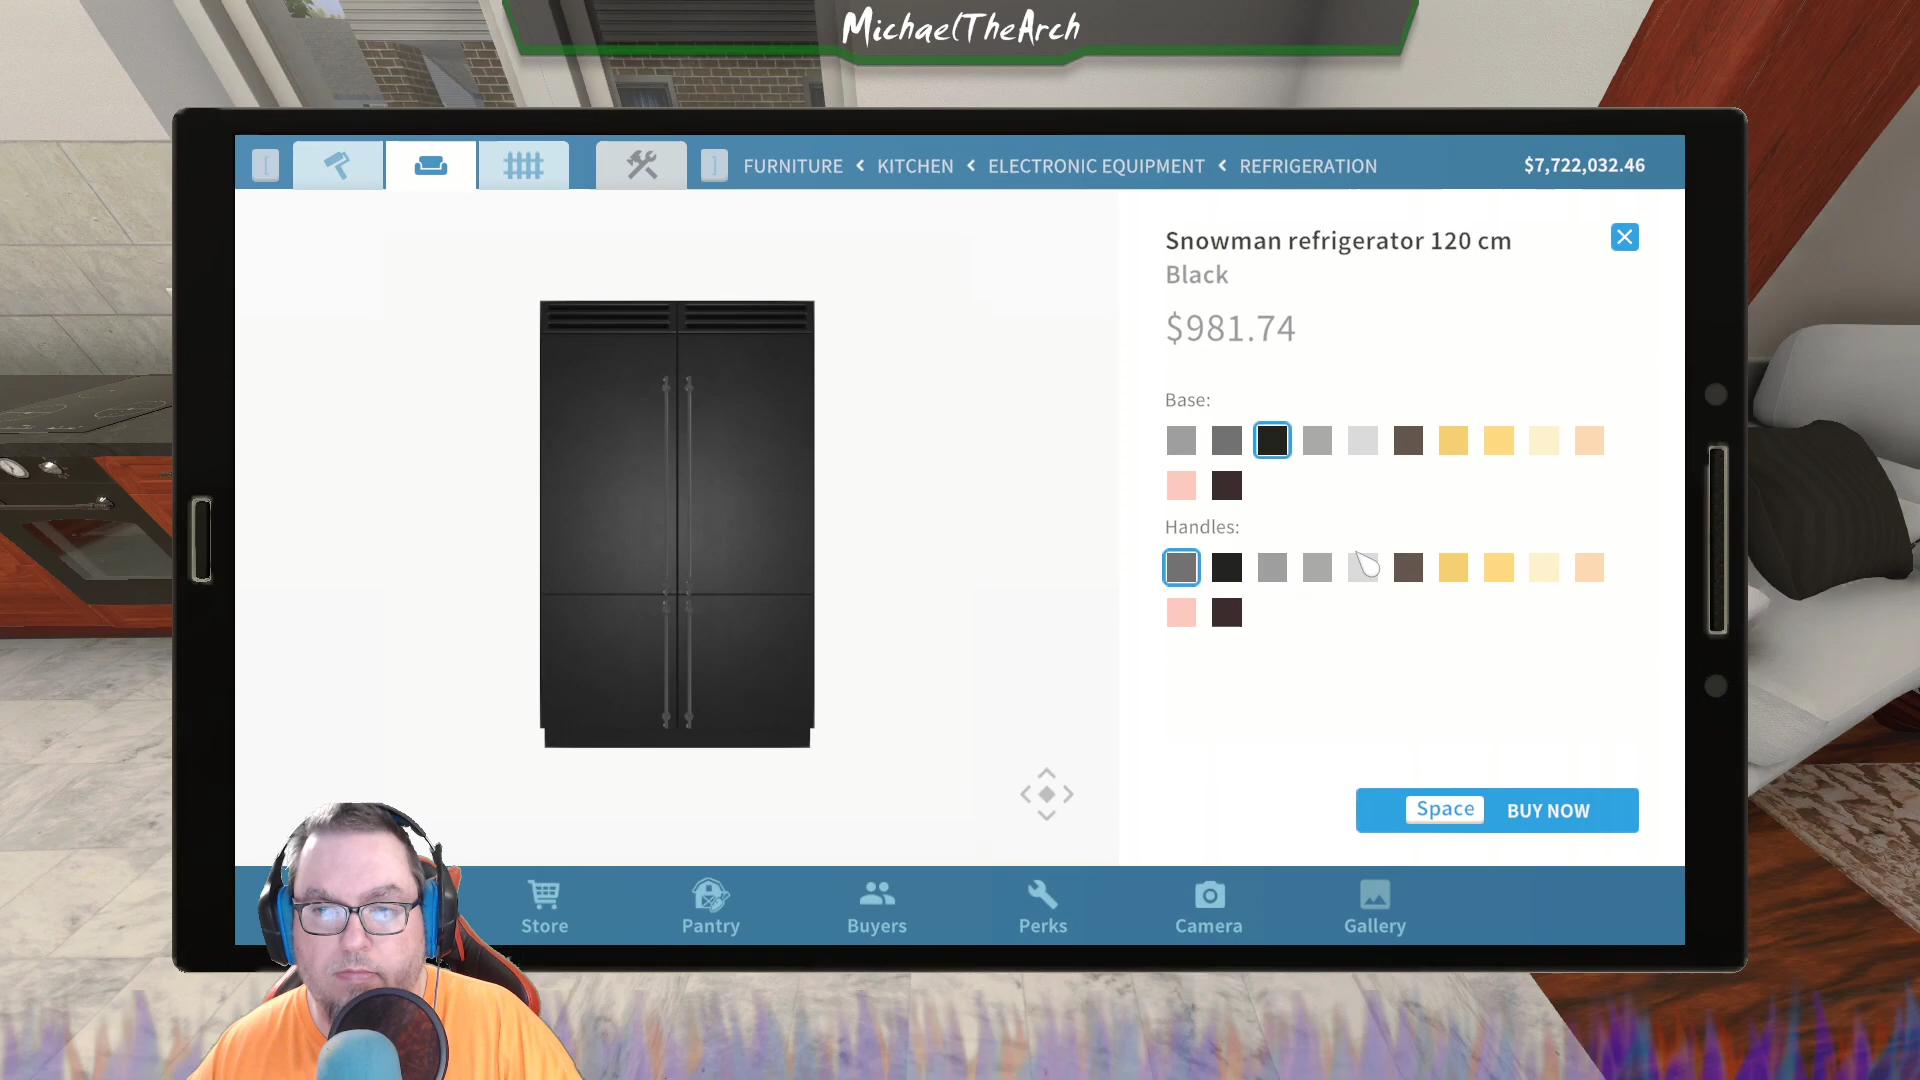 MichaelTheArch
[ ] FURNITURE < KITCHEN < ELECTRONIC EQUIPMENT < REFRIGERATION $7,722,032.46
Snowman refrigerator 120 cm
Black
$981.74
Base:
Handles:
Space BUY NOW
Store Pantry Buyers Perks Camera Gallery